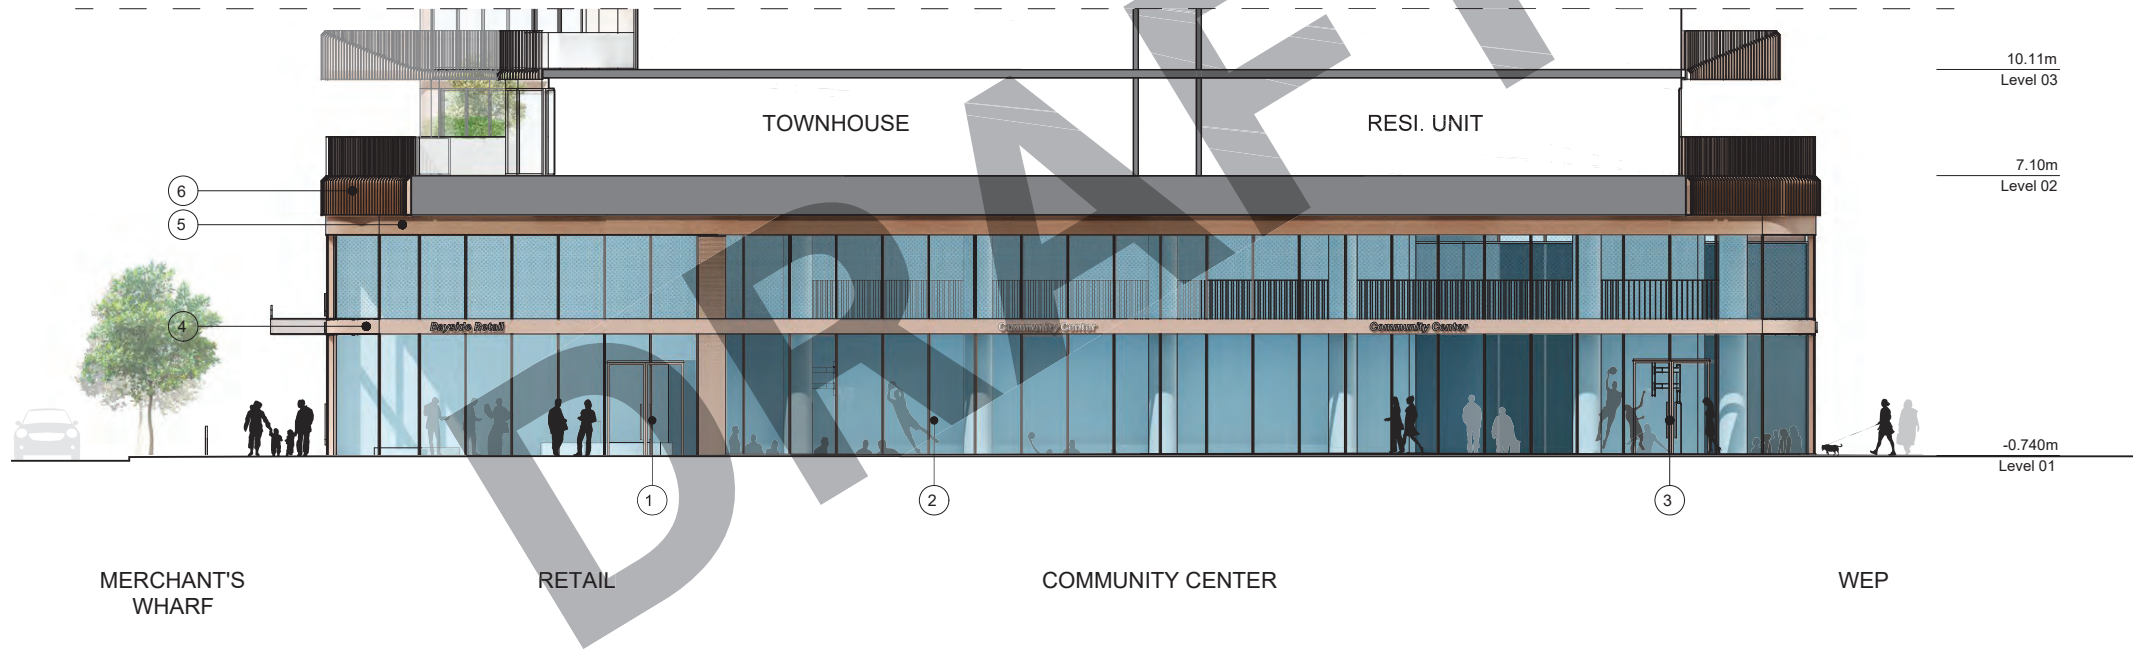 10.11m
Level 03
TOWNHOUSE
RESI. UNIT
7.10m
Level 02
6
5
4
Bayside Retail
Community Center
Community Center
-0.740m
Level 01
1
2
3
MERCHANT'S
WHARF
RETAIL
COMMUNITY CENTER
WEP
DRAFT